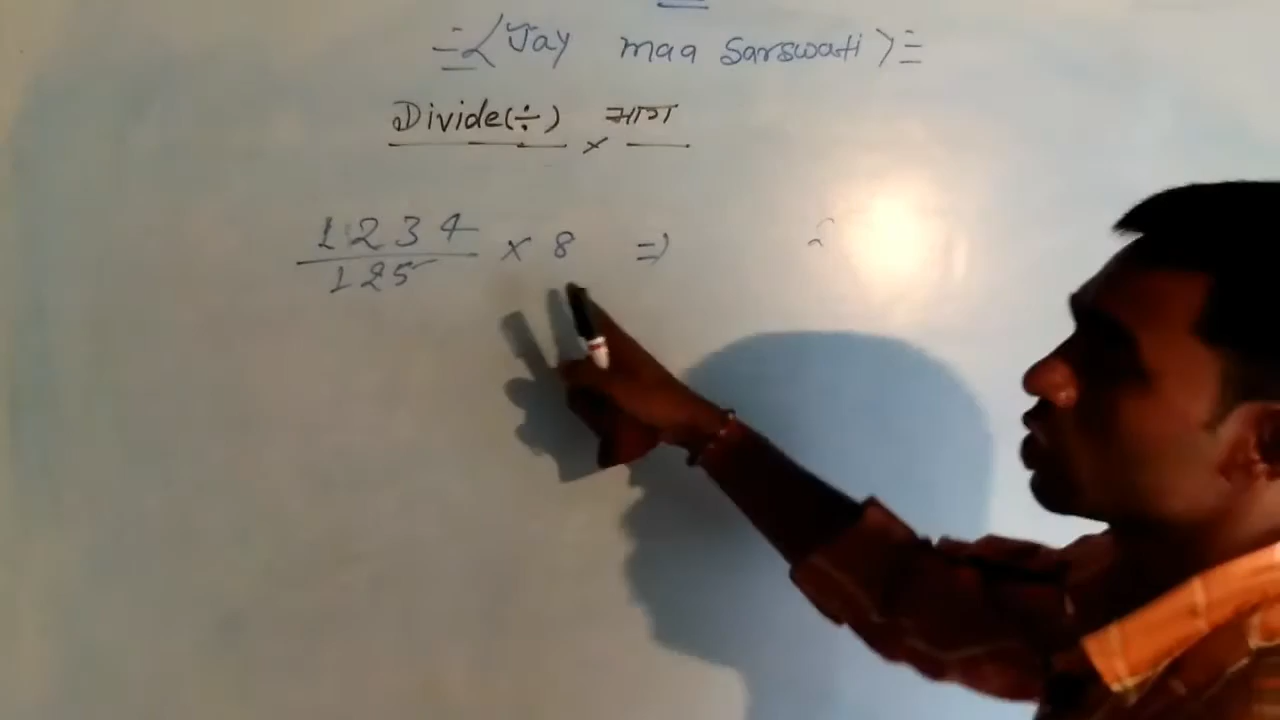 =< Jay maa Sarswati >=
Divide(÷) × भाग
1234
125 × 8 ⇒